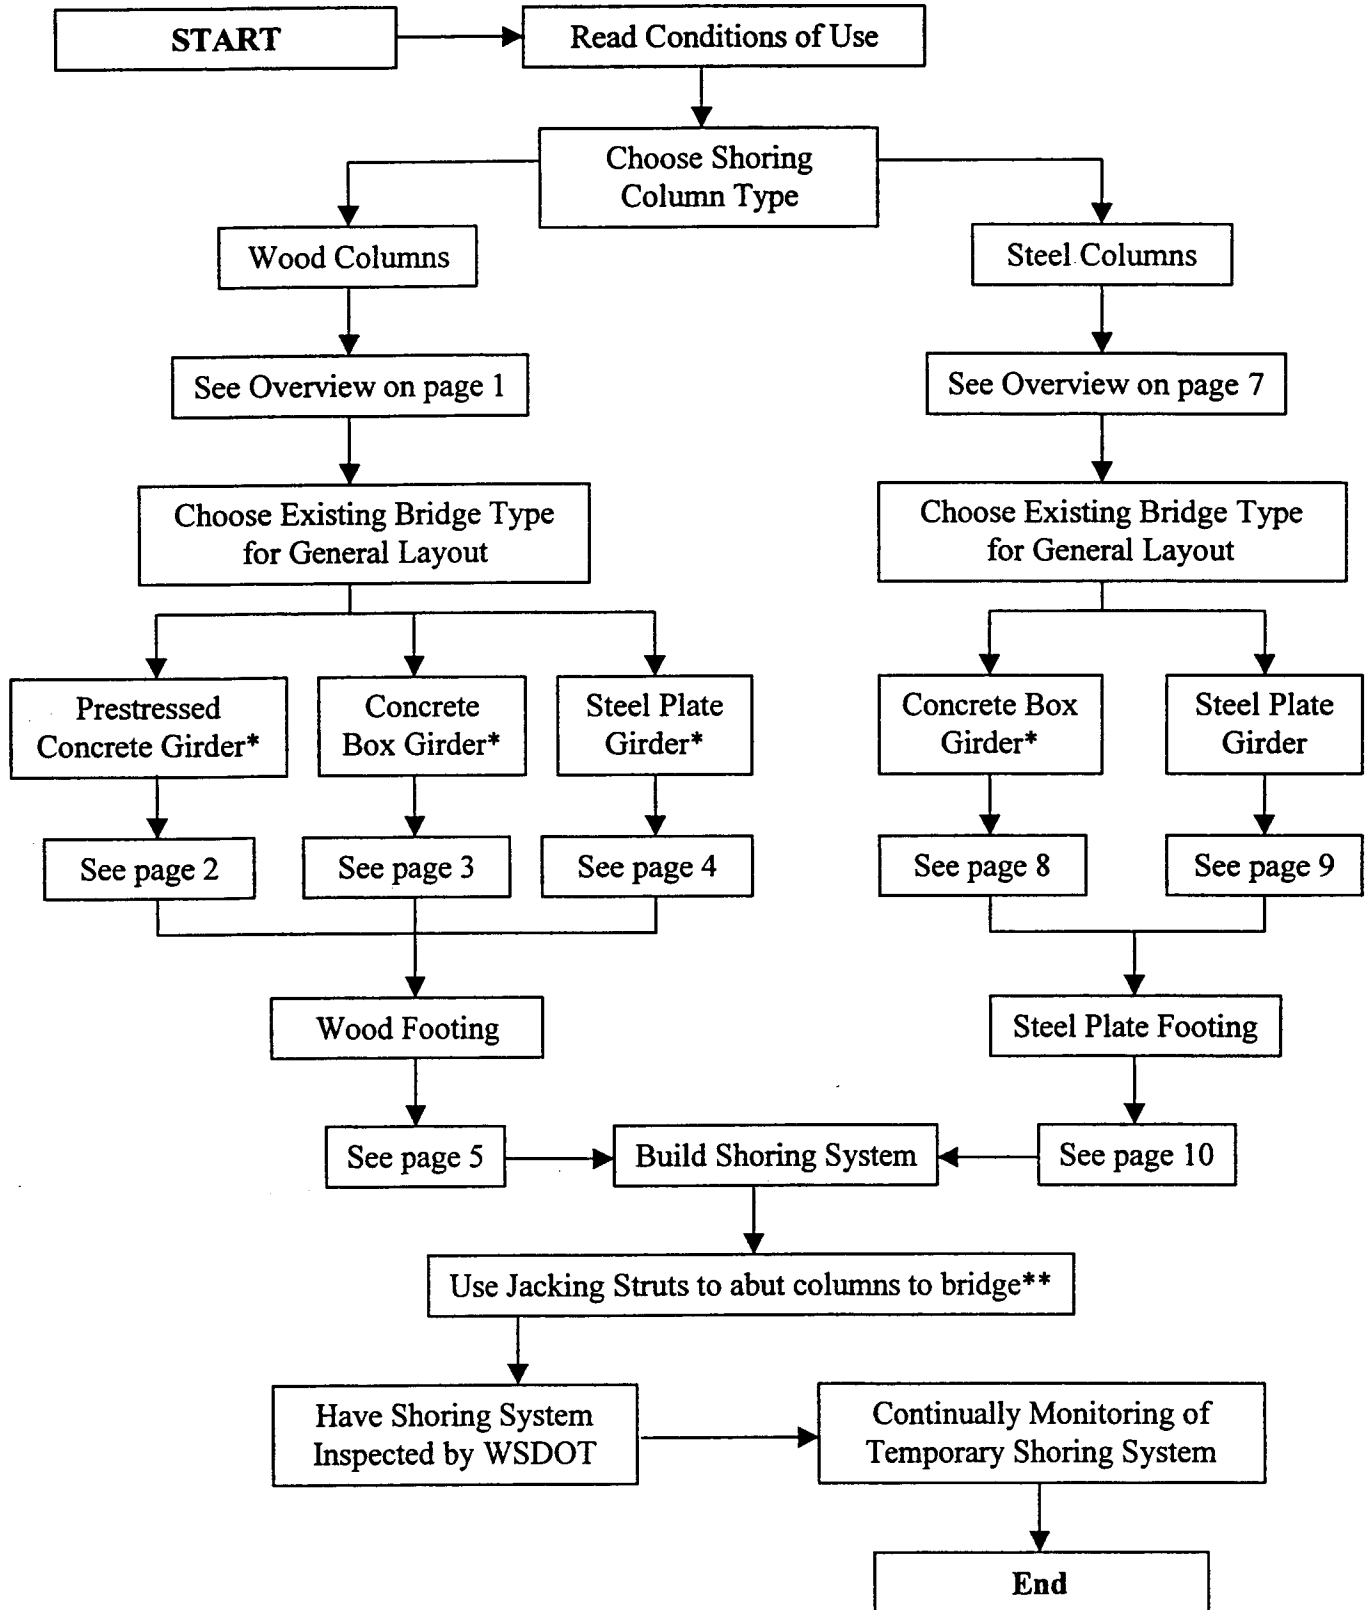 START
Read Conditions of Use
Choose Shoring
Column Type
Wood Columns
Steel Columns
See Overview on page 1
See Overview on page 7
Choose Existing Bridge Type
for General Layout
Choose Existing Bridge Type
for General Layout
Prestressed
Concrete Girder*
Concrete
Box Girder*
Steel Plate
Girder*
Concrete Box
Girder*
Steel Plate
Girder
See page 2
See page 3
See page 4
See page 8
See page 9
Wood Footing
Steel Plate Footing
See page 5
Build Shoring System
See page 10
Use Jacking Struts to abut columns to bridge**
Have Shoring System
Inspected by WSDOT
Continually Monitoring of
Temporary Shoring System
End